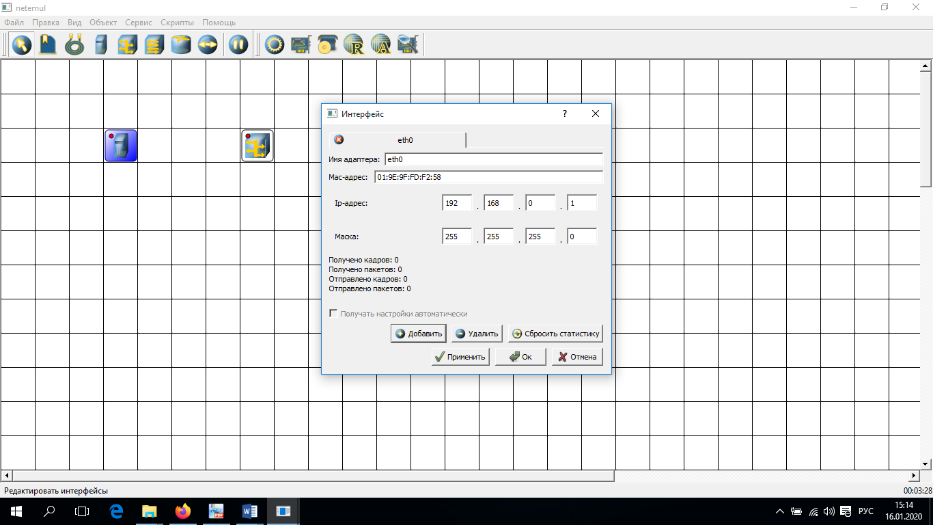 netemul
Файл Правка Вид Объект Сервис Скрипты Помощь
R A
Интерфейс ?
eth0
Имя адаптера: eth0
Mac-адрес: 01:9E:9F:FD:F2:58
Ip-адрес: 192 . 168 . 0 . 1
Маска: 255 . 255 . 255 . 0
Получено кадров: 0
Получено пакетов: 0
Отправлено кадров: 0
Отправлено пакетов: 0
Получать настройки автоматически
Добавить Удалить Сбросить статистику
Применить Ок Отмена
Редактировать интерфейсы 00:03:28
РУС 15:14
16.01.2020